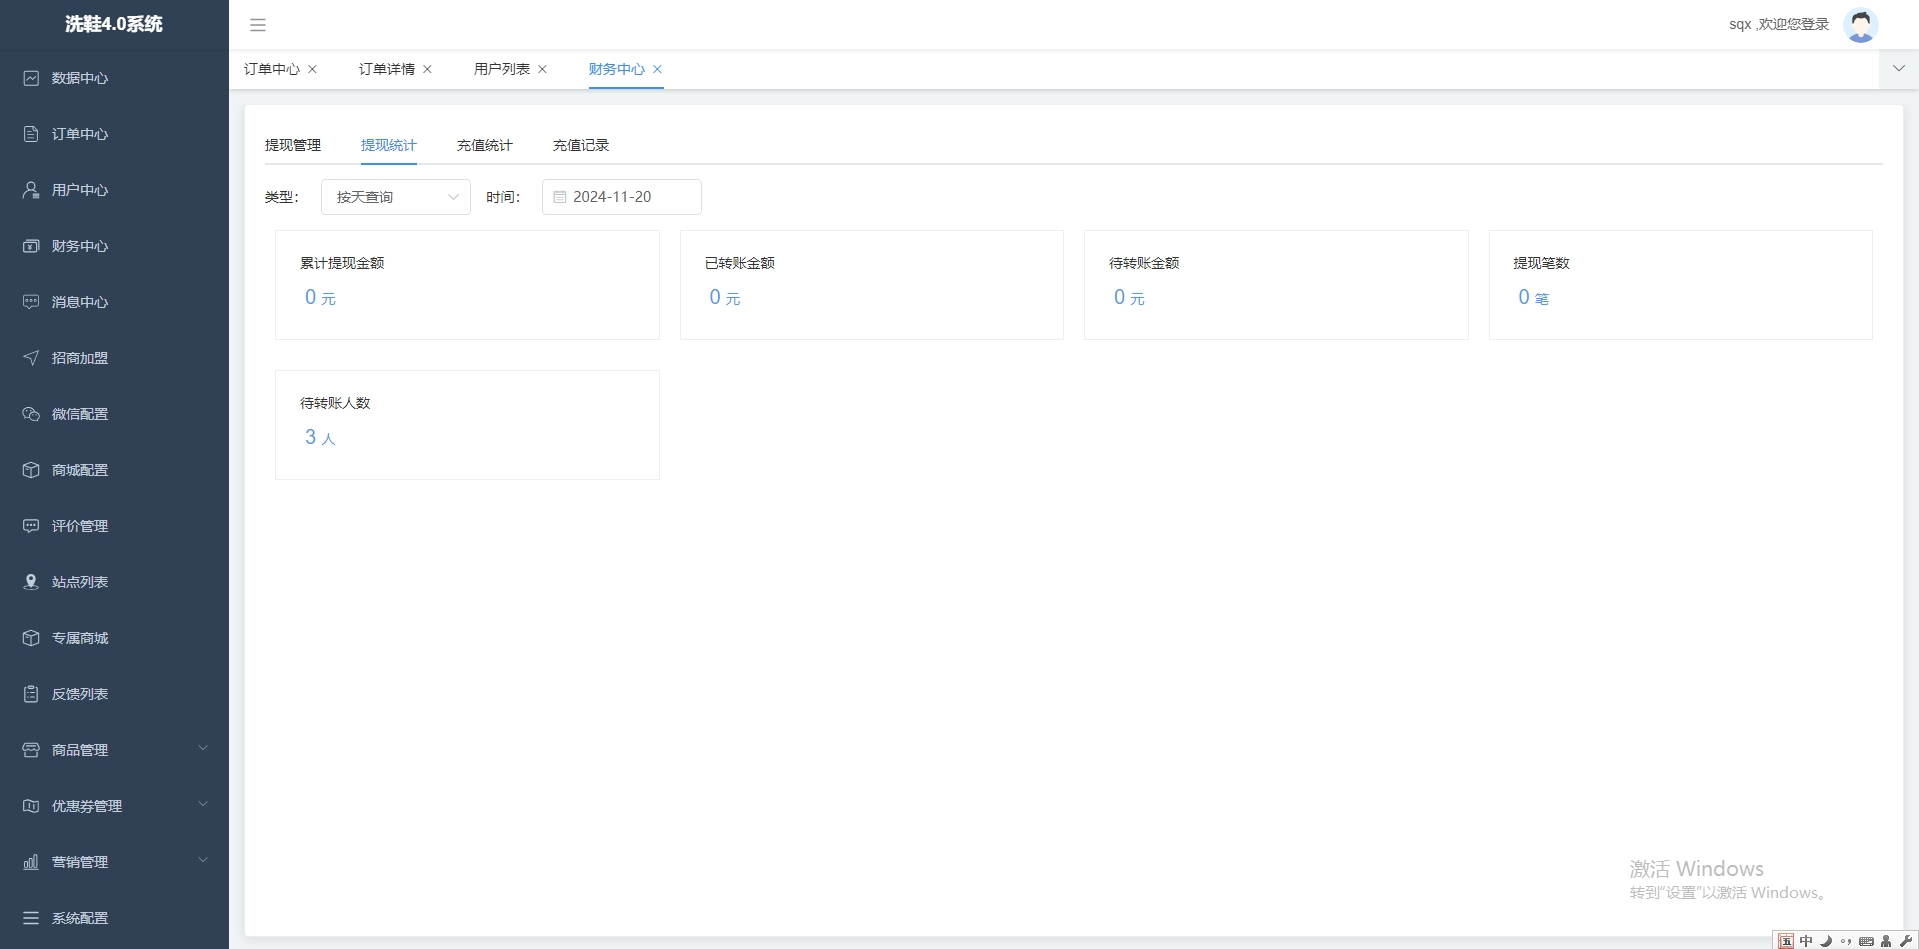 洗鞋4.0系统
sqx ,欢迎您登录
订单中心
订单详情
用户列表
财务中心
数据中心
订单中心
用户中心
财务中心
消息中心
招商加盟
微信配置
商城配置
评价管理
站点列表
专属商城
反馈列表
商品管理
优惠券管理
营销管理
系统配置
提现管理
提现统计
充值统计
充值记录
类型：
按天查询
时间：
2024-11-20
累计提现金额
0 元
已转账金额
0 元
待转账金额
0 元
提现笔数
0 笔
待转账人数
3 人
激活 Windows
转到"设置"以激活 Windows。
五 中